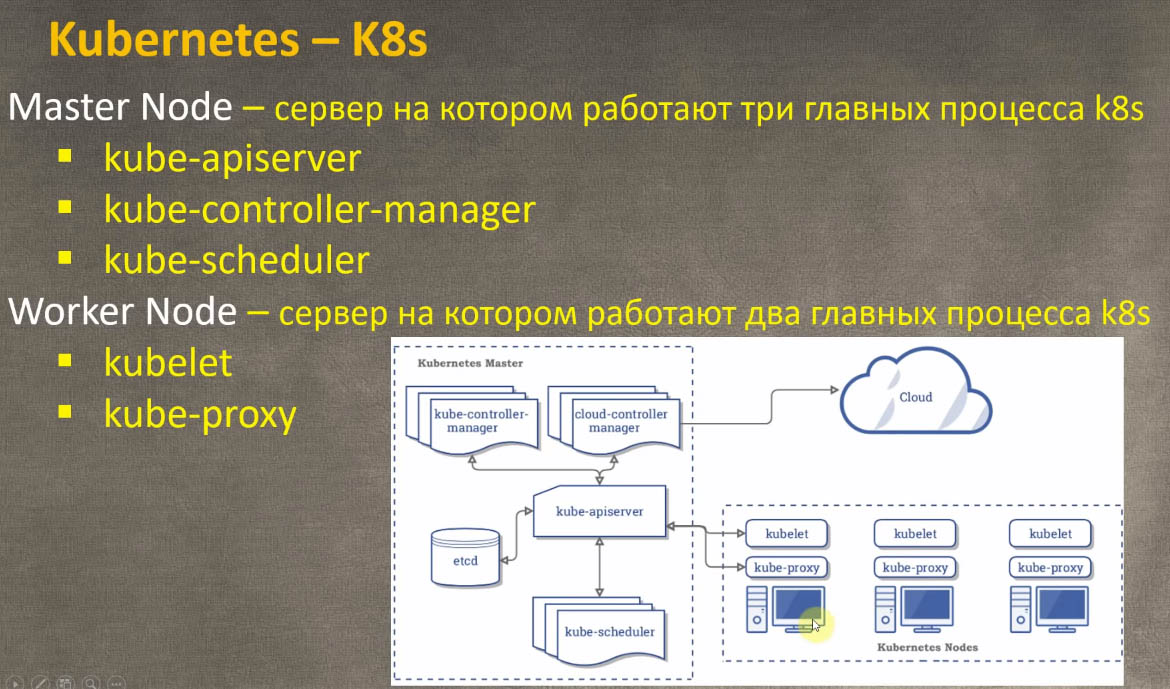 Kubernetes – K8s
Master Node – сервер на котором работают три главных процесса k8s
▪ kube-apiserver
▪ kube-controller-manager
▪ kube-scheduler
Worker Node – сервер на котором работают два главных процесса k8s
▪ kubelet
▪ kube-proxy
Kubernetes Master
kube-controller-
manager
cloud-controller
manager
Cloud
kube-apiserver
etcd
kube-scheduler
kubelet
kubelet
kubelet
kube-proxy
kube-proxy
kube-proxy
Kubernetes Nodes